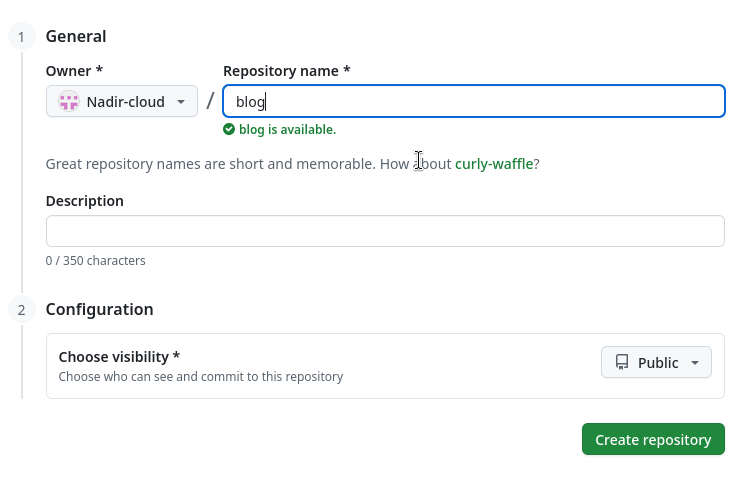 1 General
Owner * Repository name *
Nadir-cloud / blog
blog is available.
Great repository names are short and memorable. How about curly-waffle?
Description
0 / 350 characters
2 Configuration
Choose visibility *
Public
Choose who can see and commit to this repository
Create repository